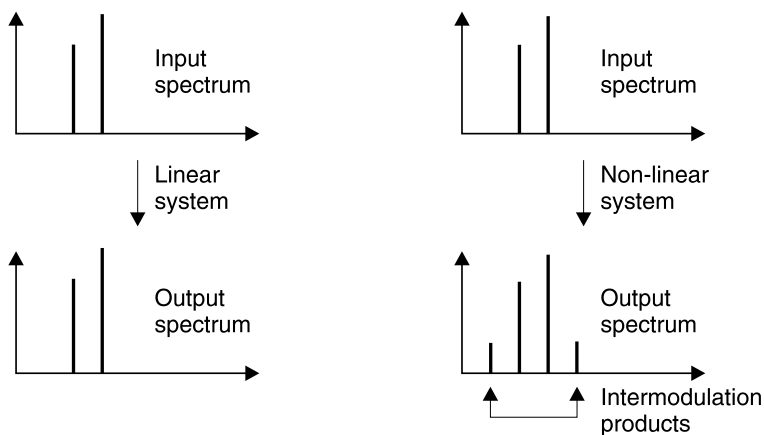 Input
spectrum
Linear
system
Output
spectrum
Input
spectrum
Non-linear
system
Output
spectrum
Intermodulation
products